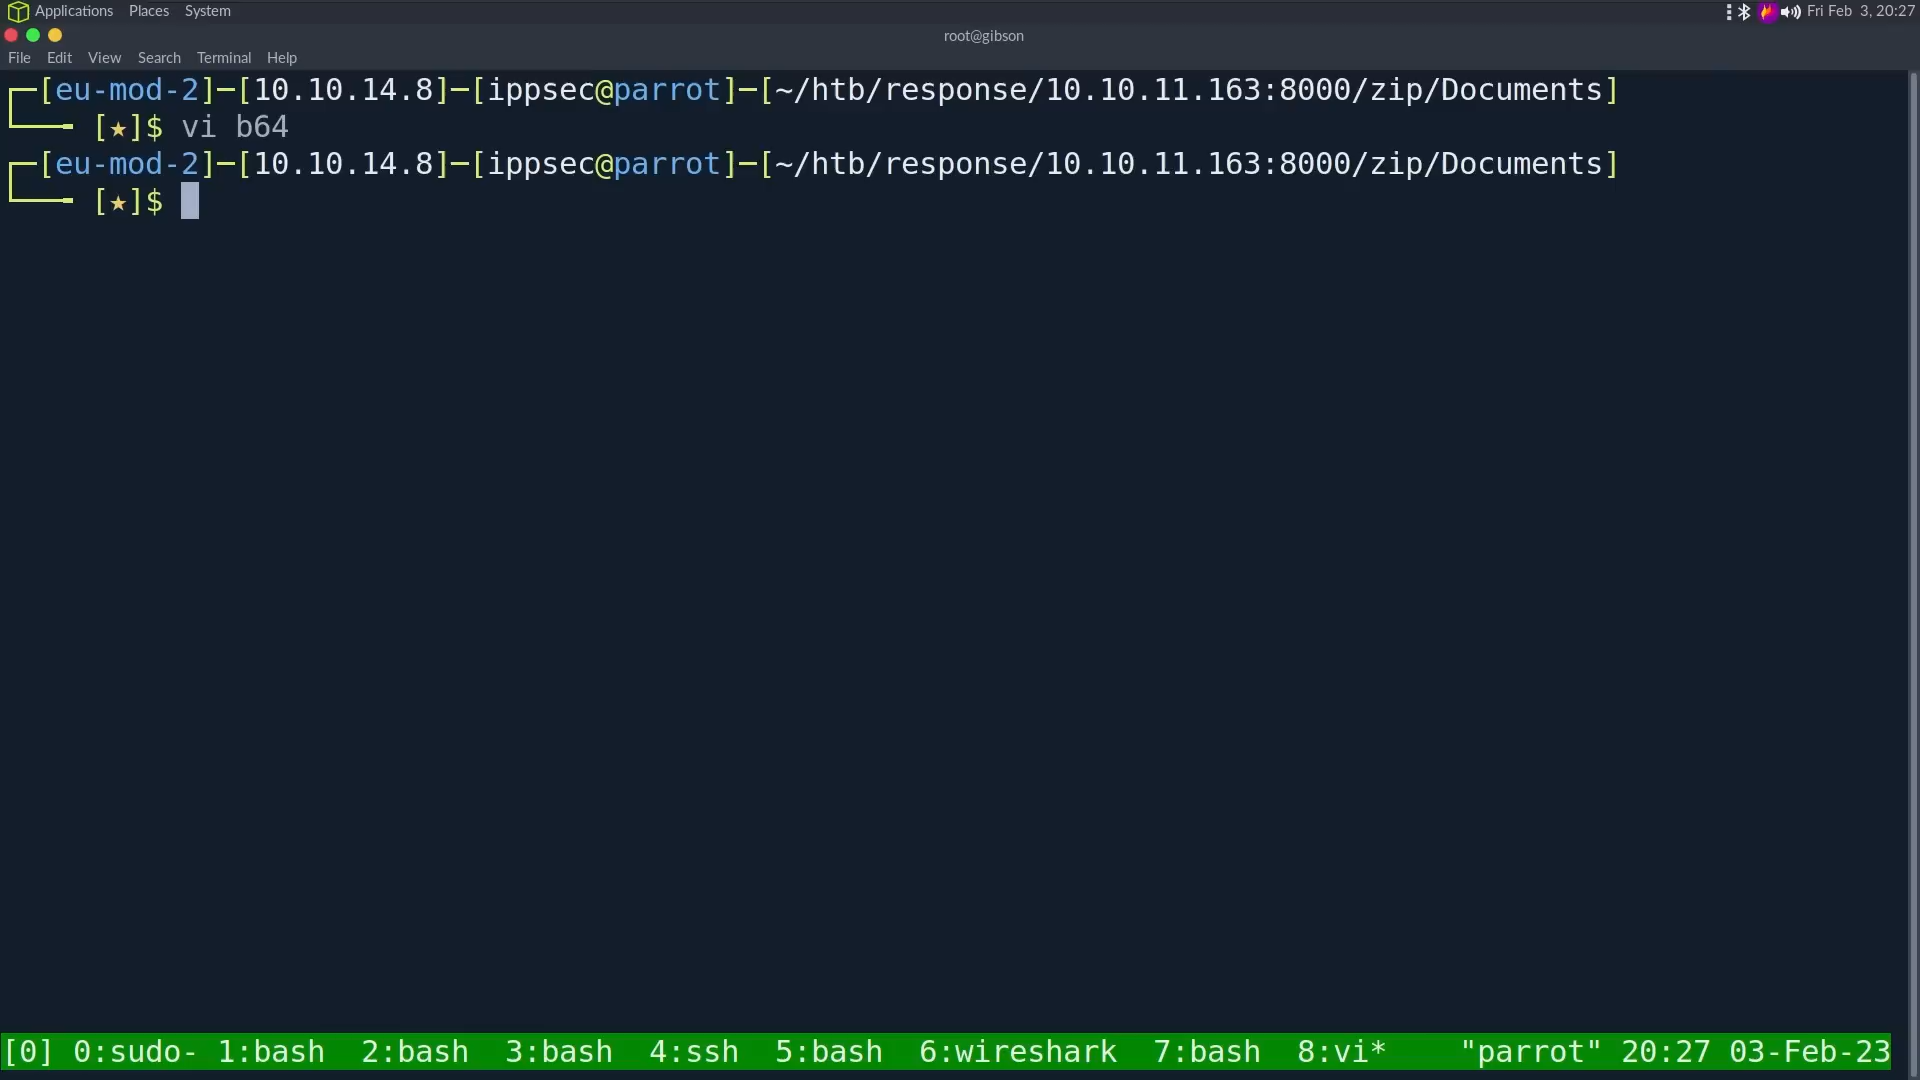 Applications Places System Fri Feb 3, 20:27
root@gibson
File Edit View Search Terminal Help
┌─[eu-mod-2]─[10.10.14.8]─[ippsec@parrot]─[~/htb/response/10.10.11.163:8000/zip/Documents]
└──╼ [★]$ vi b64
┌─[eu-mod-2]─[10.10.14.8]─[ippsec@parrot]─[~/htb/response/10.10.11.163:8000/zip/Documents]
└──╼ [★]$
[0] 0:sudo- 1:bash 2:bash 3:bash 4:ssh 5:bash 6:wireshark 7:bash 8:vi* "parrot" 20:27 03-Feb-23